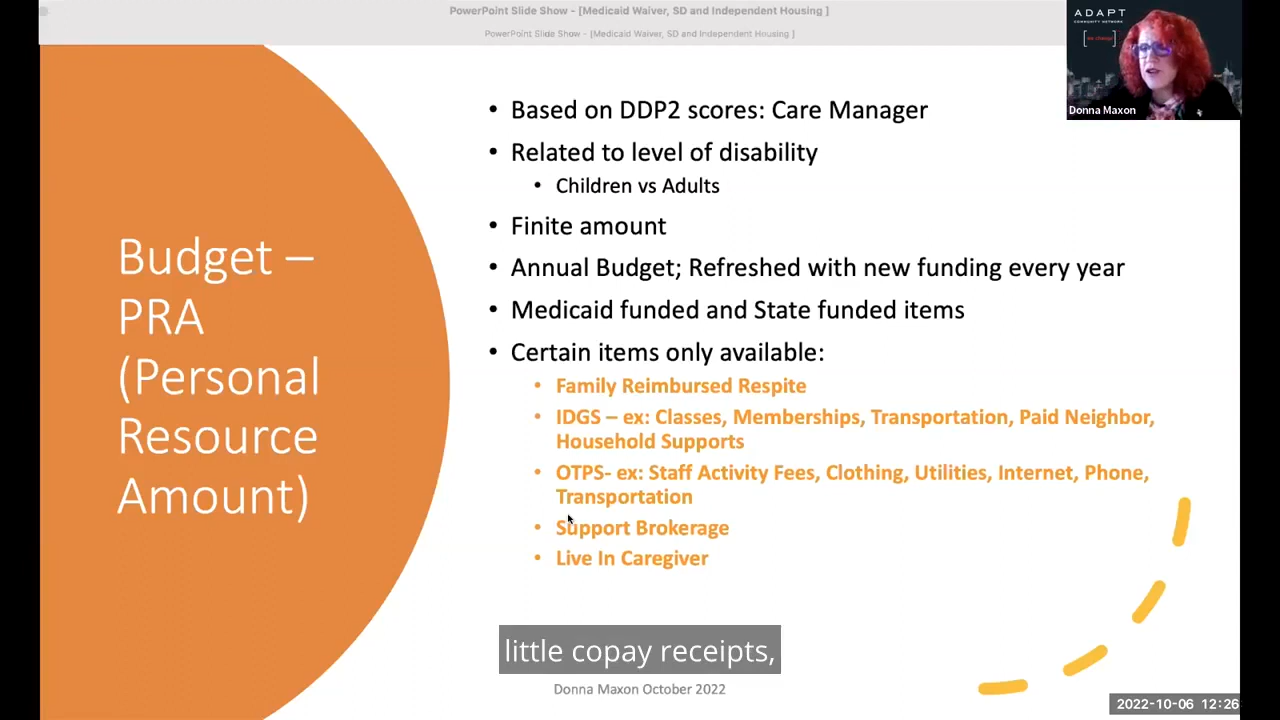 PowerPoint Slide Show - [Medicaid Waiver, SD and Independent Housing ]
PowerPoint Slide Show - [Medicaid Waiver, SD and Independent Housing ]
ADAPT
COMMUNITY NETWORK
Donna Maxon
Budget –
PRA
(Personal
Resource
Amount)
• Based on DDP2 scores: Care Manager
• Related to level of disability
• Children vs Adults
• Finite amount
• Annual Budget; Refreshed with new funding every year
• Medicaid funded and State funded items
• Certain items only available:
• Family Reimbursed Respite
• IDGS – ex: Classes, Memberships, Transportation, Paid Neighbor,
Household Supports
• OTPS- ex: Staff Activity Fees, Clothing, Utilities, Internet, Phone,
Transportation
• Support Brokerage
• Live In Caregiver
little copay receipts,
Donna Maxon October 2022
2022-10-06 12:26